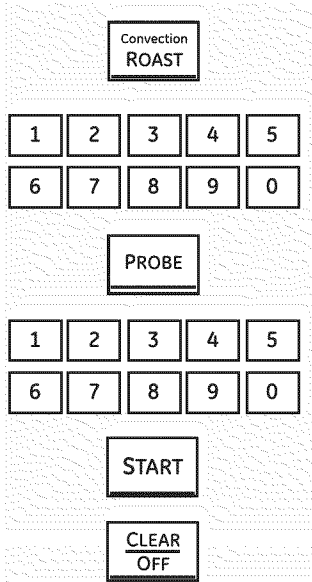 Convection
ROAST
1 2 3 4 5
6 7 8 9 0
PROBE
1 2 3 4 5
6 7 8 9 0
START
CLEAR
OFF